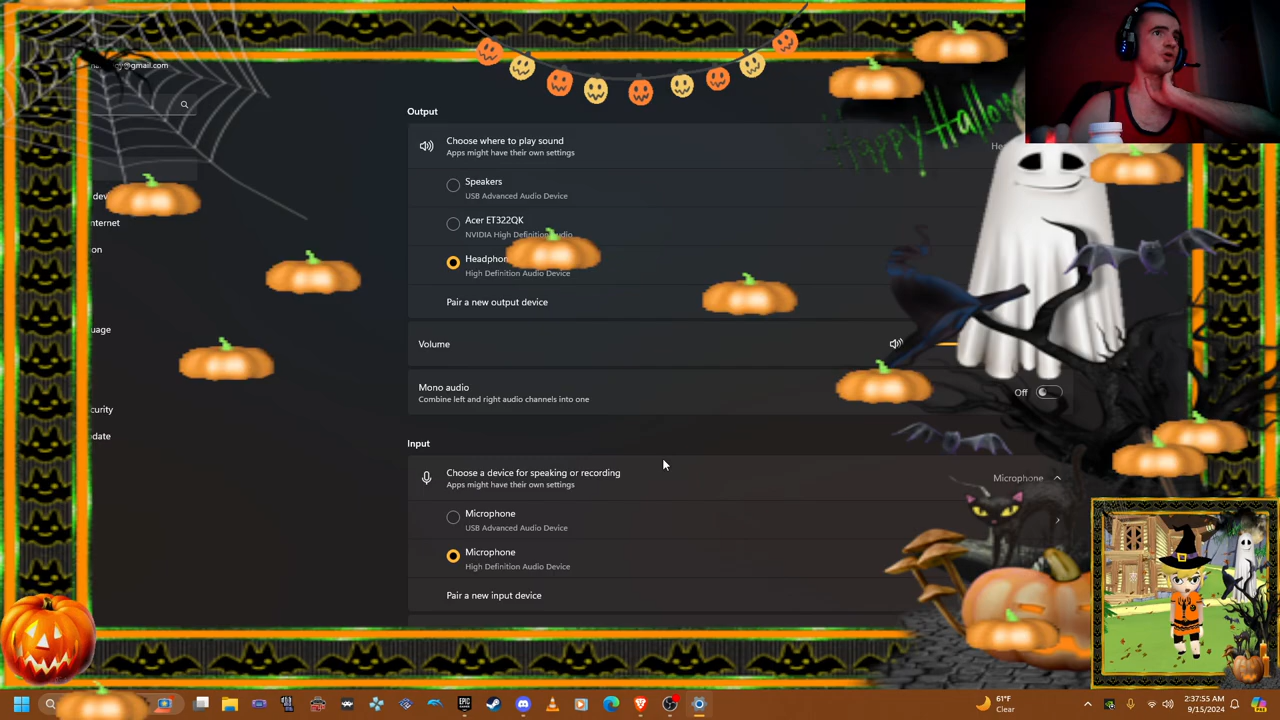 @gmail.com
Output
Choose where to play sound
Apps might have their own settings
Happy Hallow
Speakers
USB Advanced Audio Device
Acer ET322QK
NVIDIA High Definition Audio
Headphon
High Definition Audio Device
Pair a new output device
Volume
Mono audio
Combine left and right audio channels into one
Off
Input
Choose a device for speaking or recording
Apps might have their own settings
Microphone
Microphone
USB Advanced Audio Device
Microphone
High Definition Audio Device
Pair a new input device
dev
nternet
on
uage
curity
date
61°F
Clear
2:37:55 AM
9/15/2024